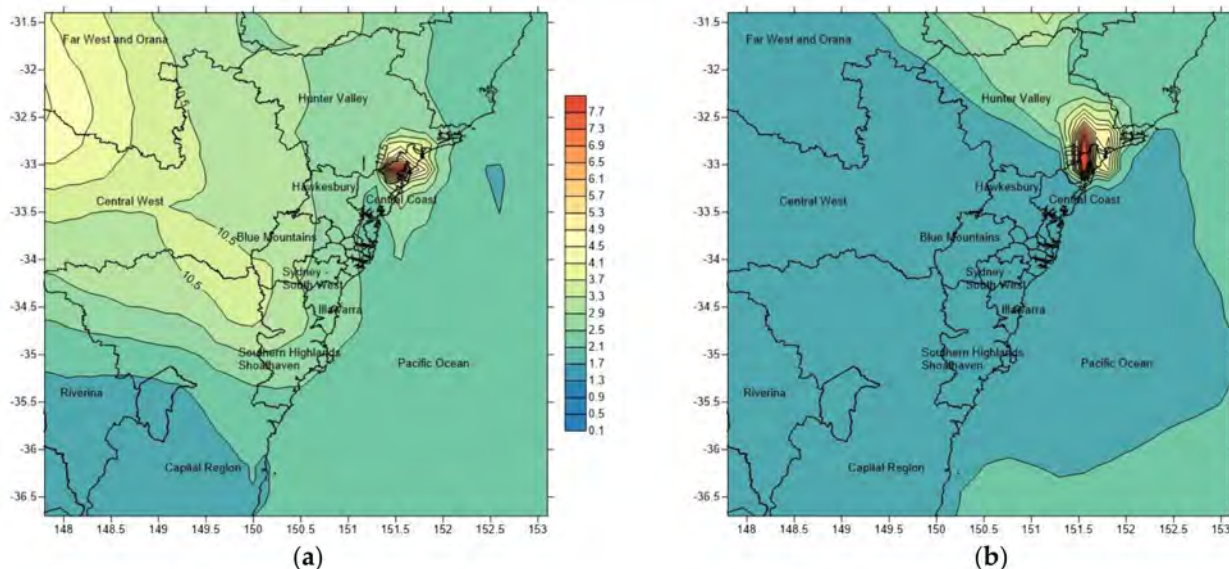 -31.5
-32
-32.5
-33
-33.5
-34
-34.5
-35
-35.5
-36
-36.5
Far West and Orana
10.5
Hunter Valley
Hawkesbury
Central West
Central Coast
10.5
Blue Mountains
10.5
Sydney -
South West
Illawarra
Southern Highlands
Shoalhaven
Pacific Ocean
Riverina
Capital Region
148 148.5 149 149.5 150 150.5 151 151.5 152 152.5 153
(a)
7.7
7.3
6.9
6.5
6.1
5.7
5.3
4.9
4.5
4.1
3.7
3.3
2.9
2.5
2.1
1.7
1.3
0.9
0.5
0.1
-31.5
-32
-32.5
-33
-33.5
-34
-34.5
-35
-35.5
-36
-36.5
Far West and Orana
Hunter Valley
Hawkesbury
Central West
Central Coast
Blue Mountains
Sydney -
South West
Illawarra
Southern Highlands
Shoalhaven
Pacific Ocean
Riverina
Capital Region
148 148.5 149 149.5 150 150.5 151 151.5 152 152.5 153
(b)